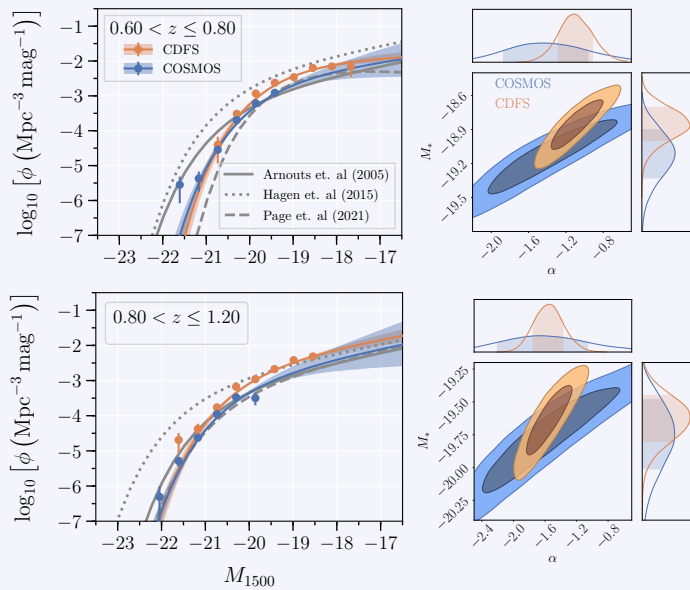 0.60 < z ≤ 0.80
CDFS
COSMOS
Arnouts et. al (2005)
Hagen et. al (2015)
Page et. al (2021)
log₁₀ [ϕ (Mpc⁻³ mag⁻¹)]
−1
−2
−3
−4
−5
−6
−7
−23 −22 −21 −20 −19 −18 −17
COSMOS
CDFS
M*
−18.6
−18.9
−19.2
−19.5
−2.0 −1.6 −1.2 −0.8
α
0.80 < z ≤ 1.20
log₁₀ [ϕ (Mpc⁻³ mag⁻¹)]
−1
−2
−3
−4
−5
−6
−7
−23 −22 −21 −20 −19 −18 −17
M₁₅₀₀
M*
−19.25
−19.50
−19.75
−20.00
−20.25
−2.4 −2.0 −1.6 −1.2 −0.8
α